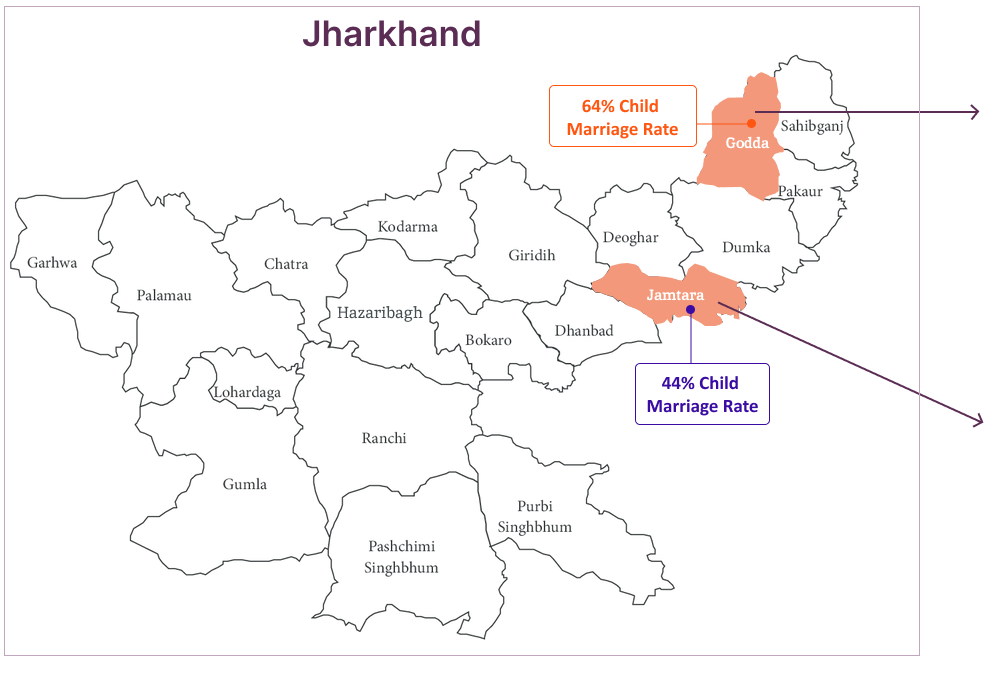 Jharkhand
64% Child
Marriage Rate
Sahibganj
Godda
Pakaur
Kodarma
Deoghar
Dumka
Giridih
Garhwa
Chatra
Palamau
Jamtara
Hazaribagh
Dhanbad
Bokaro
44% Child
Marriage Rate
Lohardaga
Ranchi
Gumla
Purbi
Singhbhum
Pashchimi
Singhbhum